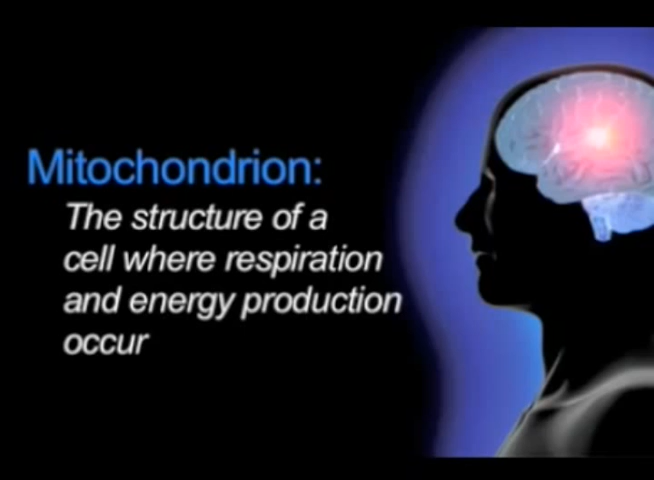 Mitochondrion:
The structure of a
cell where respiration
and energy production
occur